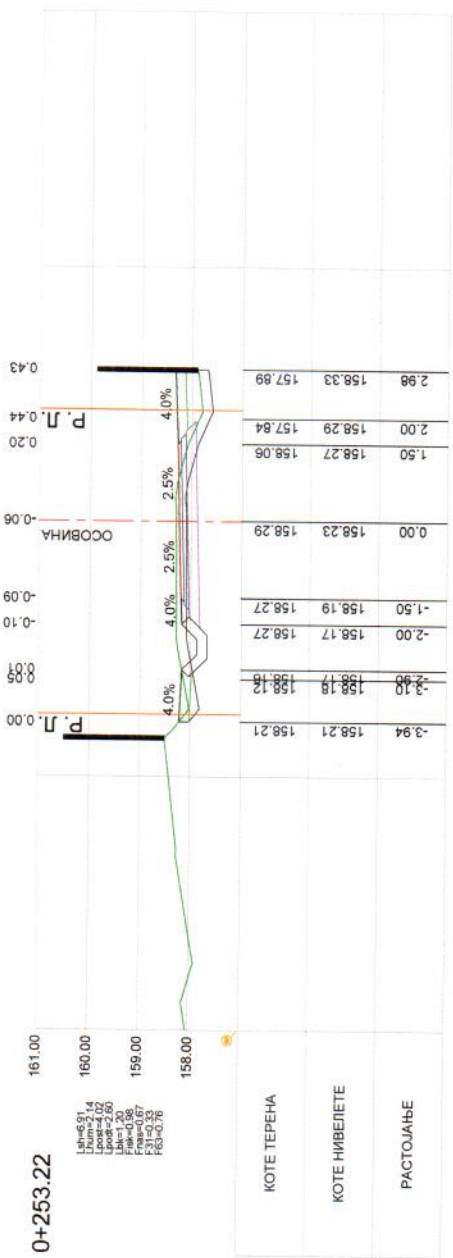 0+253.22
Lsh=6.91
Lhum=2.14
Lpost=4.02
Lpodt=2.60
Lbk=1.20
Fisk=0.98
Fnas=0.67
F31=0.33
F63=0.76
161.00
160.00
159.00
158.00
0.00 0.05 0.01 -0.10 -0.09 -0.06 0.20 0.44 0.43
Р. Л. ОСОВИНА Р. Л.
4.0% 4.0% 2.5% 2.5% 4.0%
КОТЕ ТЕРЕНА 158.21 158.12 158.16 158.27 158.27 158.29 158.06 157.84 157.89
КОТЕ НИВЕЛЕТЕ 158.21 158.18 158.17 158.17 158.19 158.23 158.27 158.29 158.33
РАСТОЈАЊЕ -3.94 -3.10 -2.90 -2.00 -1.50 0.00 1.50 2.00 2.98